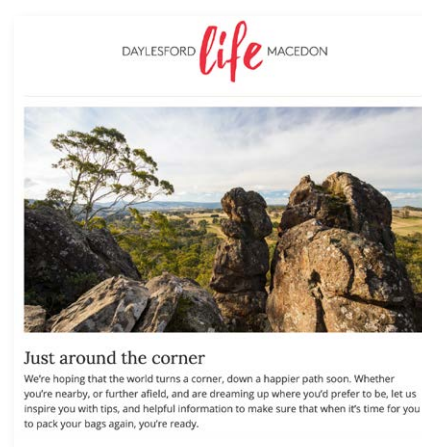 DAYLESFORD life MACEDON
Just around the corner
We're hoping that the world turns a corner, down a happier path soon. Whether
you're nearby, or further afield, and are dreaming up where you'd prefer to be, let us
inspire you with tips, and helpful information to make sure that when it's time for you
to pack your bags again, you're ready.